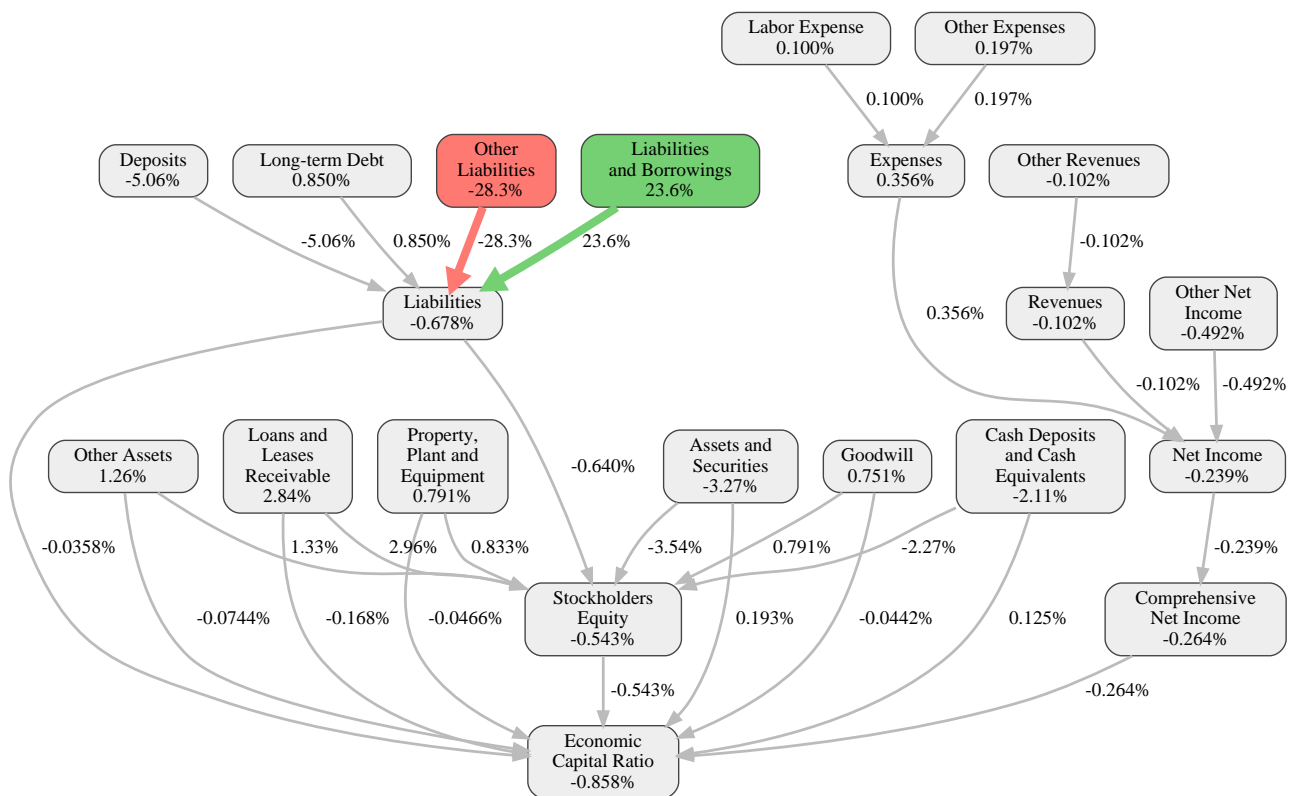 Labor Expense
0.100%
Other Expenses
0.197%
0.100%
0.197%
Deposits
-5.06%
Long-term Debt
0.850%
Other
Liabilities
-28.3%
Liabilities
and Borrowings
23.6%
Expenses
0.356%
Other Revenues
-0.102%
-5.06%
0.850%
-28.3%
23.6%
-0.102%
Liabilities
-0.678%
0.356%
Revenues
-0.102%
Other Net
Income
-0.492%
-0.102%
-0.492%
Other Assets
1.26%
Loans and
Leases
Receivable
2.84%
Property,
Plant and
Equipment
0.791%
-0.640%
Assets and
Securities
-3.27%
Goodwill
0.751%
Cash Deposits
and Cash
Equivalents
-2.11%
Net Income
-0.239%
-0.0358%
1.33%
2.96%
0.833%
-3.54%
0.791%
-2.27%
-0.239%
Stockholders
Equity
-0.543%
Comprehensive
Net Income
-0.264%
-0.0744%
-0.168%
-0.0466%
0.193%
-0.0442%
0.125%
-0.543%
-0.264%
Economic
Capital Ratio
-0.858%